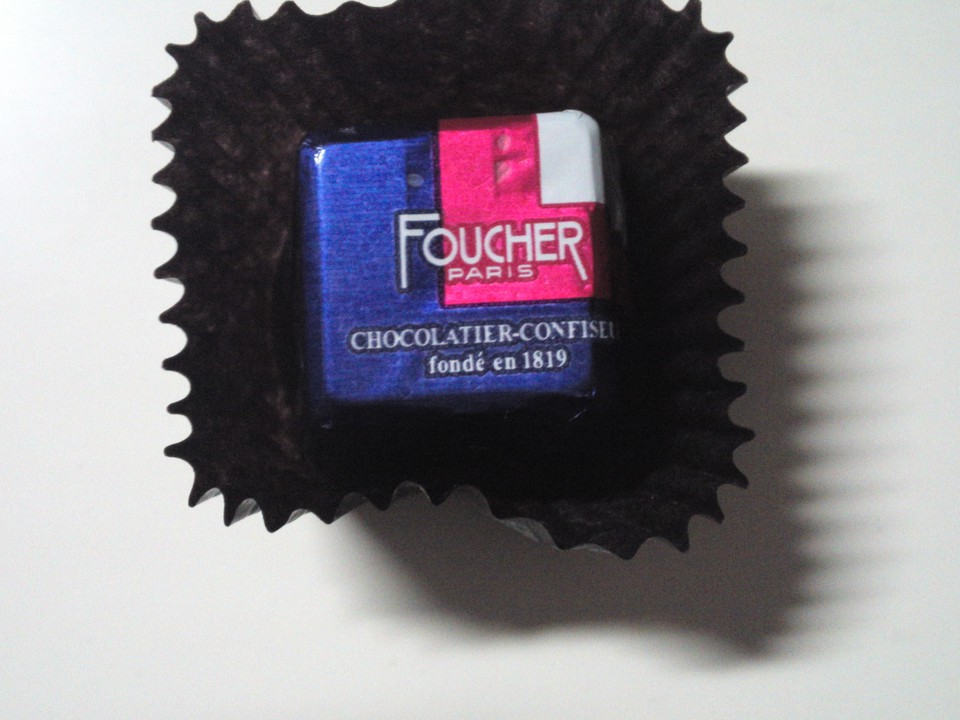 FOUCHER
PARIS
CHOCOLATIER-CONFISEU
fondé en 1819